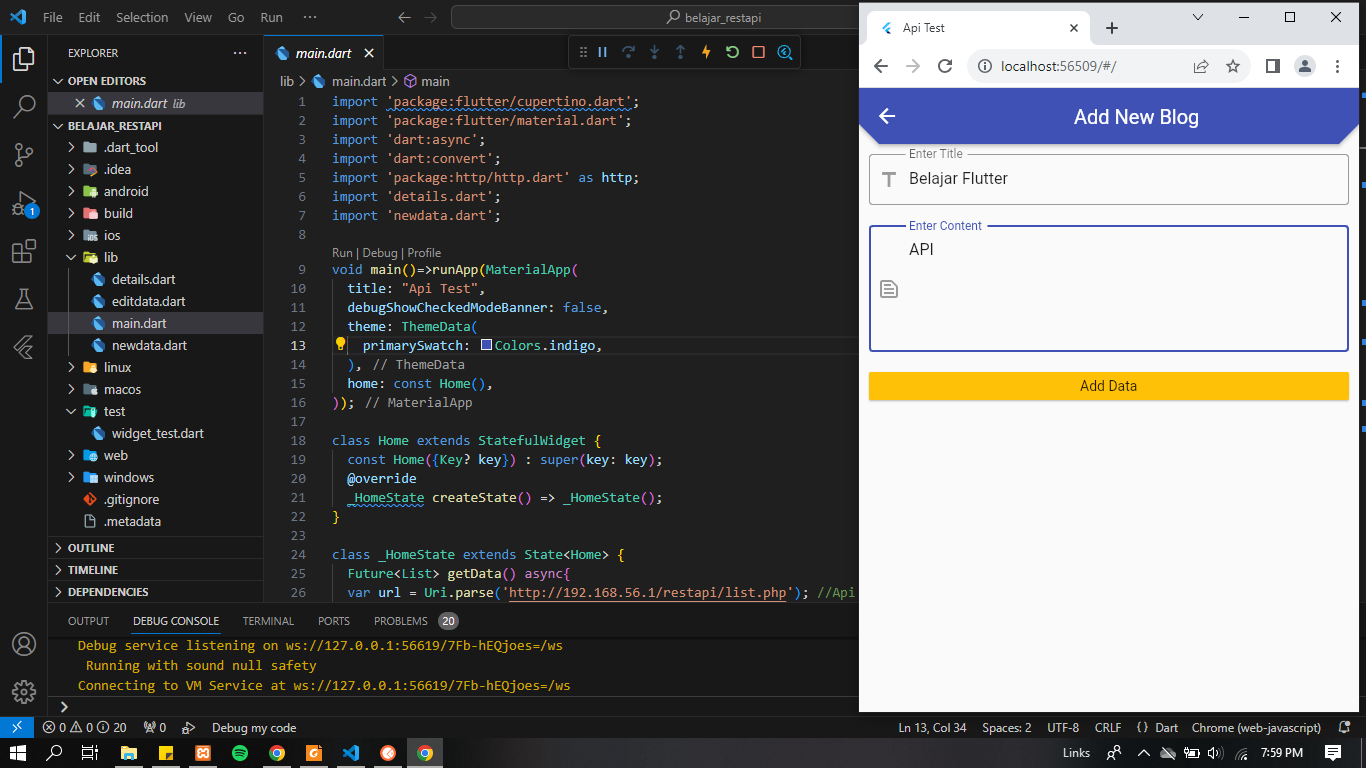 File Edit Selection View Go Run ···
belajar_restapi
EXPLORER
OPEN EDITORS
main.dart lib
BELAJAR_RESTAPI
.dart_tool
.idea
android
build
ios
lib
details.dart
editdata.dart
main.dart
newdata.dart
linux
macos
test
widget_test.dart
web
windows
.gitignore
.metadata
OUTLINE
TIMELINE
DEPENDENCIES
1
main.dart
lib > main.dart > main
1 import 'package:flutter/cupertino.dart';
2 import 'package:flutter/material.dart';
3 import 'dart:async';
4 import 'dart:convert';
5 import 'package:http/http.dart' as http;
6 import 'details.dart';
7 import 'newdata.dart';
8
Run | Debug | Profile
9 void main()=>runApp(MaterialApp(
10 title: "Api Test",
11 debugShowCheckedModeBanner: false,
12 theme: ThemeData(
13 primarySwatch: Colors.indigo,
14 ), // ThemeData
15 home: const Home(),
16 )); // MaterialApp
17
18 class Home extends StatefulWidget {
19 const Home({Key? key}) : super(key: key);
20 @override
21 _HomeState createState() => _HomeState();
22 }
23
24 class _HomeState extends State<Home> {
25 Future<List> getData() async{
26 var url = Uri.parse('http://192.168.56.1/restapi/list.php'); //Api
OUTPUT DEBUG CONSOLE TERMINAL PORTS PROBLEMS 20
Debug service listening on ws://127.0.0.1:56619/7Fb-hEQjoes=/ws
Running with sound null safety
Connecting to VM Service at ws://127.0.0.1:56619/7Fb-hEQjoes=/ws
Api Test
localhost:56509/#/
Add New Blog
Enter Title
Belajar Flutter
Enter Content
API
Add Data
0 0 20 0 Debug my code Ln 13, Col 34 Spaces: 2 UTF-8 CRLF { } Dart Chrome (web-javascript)
Links 7:59 PM